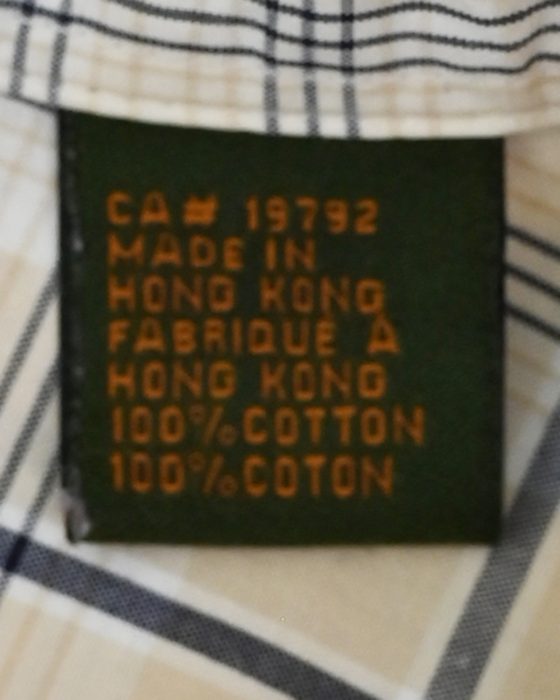 CA# 19792
MADE IN
HONG KONG
FABRIQUÉ À
HONG KONG
100% COTTON
100% COTON